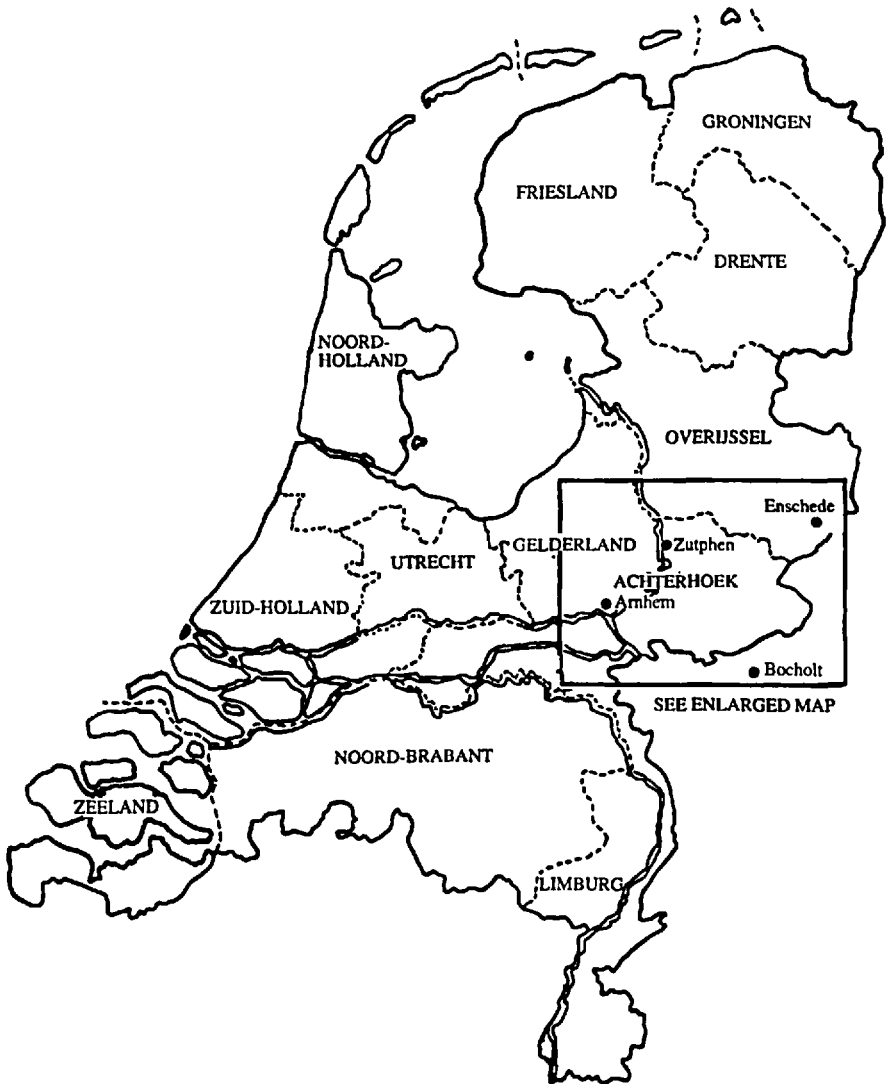 GRONINGEN
FRIESLAND
DRENTE
NOORD-
HOLLAND
OVERIJSSEL
Enschede
GELDERLAND
Zutphen
UTRECHT
ACHTERHOEK
ZUID-HOLLAND
Arnhem
Bocholt
SEE ENLARGED MAP
NOORD-BRABANT
ZEELAND
LIMBURG